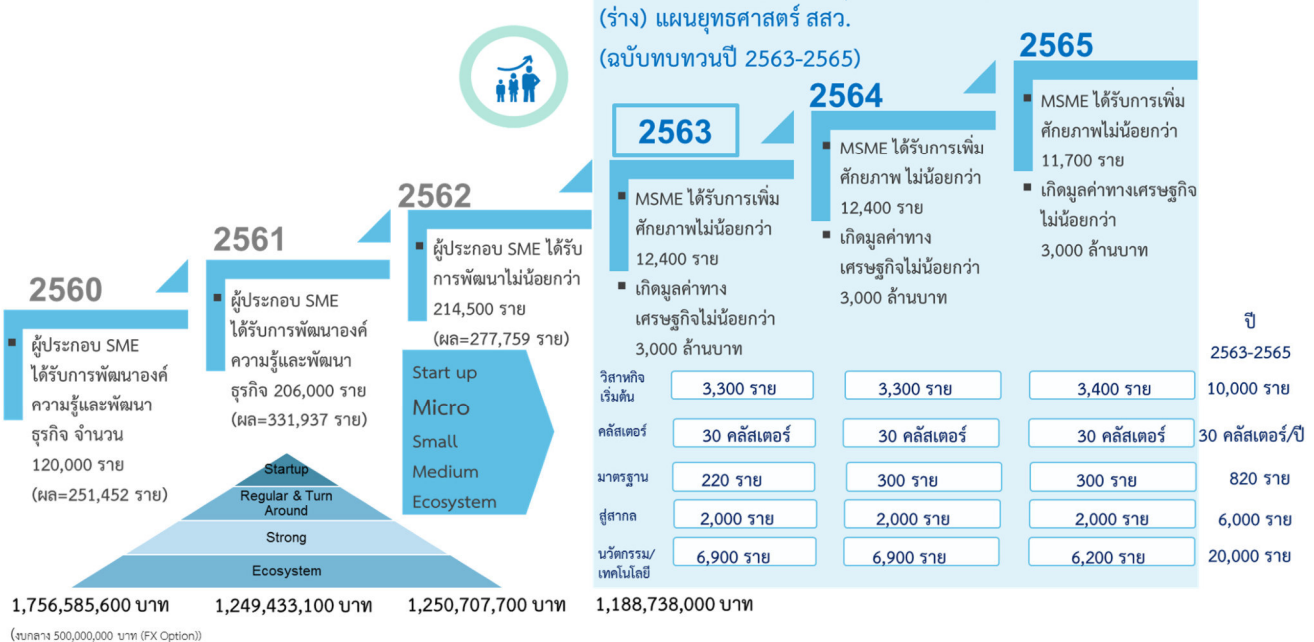 (ร่าง) แผนยุทธศาสตร์ สสว.
(ฉบับทบทวนปี 2563-2565)
2560
▪ ผู้ประกอบ SME
ได้รับการพัฒนาองค์
ความรู้และพัฒนา
ธุรกิจ จำนวน
120,000 ราย
(ผล=251,452 ราย)
2561
▪ ผู้ประกอบ SME
ได้รับการพัฒนาองค์
ความรู้และพัฒนา
ธุรกิจ 206,000 ราย
(ผล=331,937 ราย)
2562
▪ ผู้ประกอบ SME ได้รับ
การพัฒนาไม่น้อยกว่า
214,500 ราย
(ผล=277,759 ราย)
2563
▪ MSME ได้รับการเพิ่ม
ศักยภาพไม่น้อยกว่า
12,400 ราย
▪ เกิดมูลค่าทาง
เศรษฐกิจไม่น้อยกว่า
3,000 ล้านบาท
2564
▪ MSME ได้รับการเพิ่ม
ศักยภาพ ไม่น้อยกว่า
12,400 ราย
▪ เกิดมูลค่าทาง
เศรษฐกิจไม่น้อยกว่า
3,000 ล้านบาท
2565
▪ MSME ได้รับการเพิ่ม
ศักยภาพไม่น้อยกว่า
11,700 ราย
▪ เกิดมูลค่าทางเศรษฐกิจ
ไม่น้อยกว่า
3,000 ล้านบาท
Start up
Micro
Small
Medium
Ecosystem
Startup
Regular & Turn
Around
Strong
Ecosystem
ปี
2563-2565
วิสาหกิจ
เริ่มต้น
3,300 ราย 3,300 ราย 3,400 ราย 10,000 ราย
คลัสเตอร์ 30 คลัสเตอร์ 30 คลัสเตอร์ 30 คลัสเตอร์ 30 คลัสเตอร์/ปี
มาตรฐาน 220 ราย 300 ราย 300 ราย 820 ราย
สู่สากล 2,000 ราย 2,000 ราย 2,000 ราย 6,000 ราย
นวัตกรรม/
เทคโนโลยี
6,900 ราย 6,900 ราย 6,200 ราย 20,000 ราย
1,756,585,600 บาท 1,249,433,100 บาท 1,250,707,700 บาท 1,188,738,000 บาท
(งบกลาง 500,000,000 บาท (FX Option))